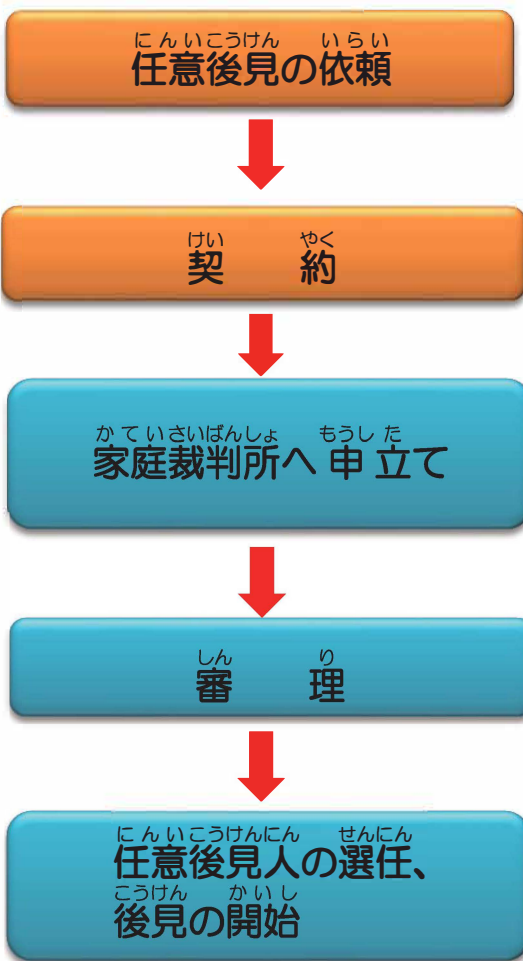 にんいこうけん いらい
任意後見の依頼
けい やく
契 約
かていさいばんしょ もうした
家庭裁判所へ申立て
しん り
審 理
にんいこうけんにん せんにん
任意後見人の選任、
こうけん かいし
後見の開始